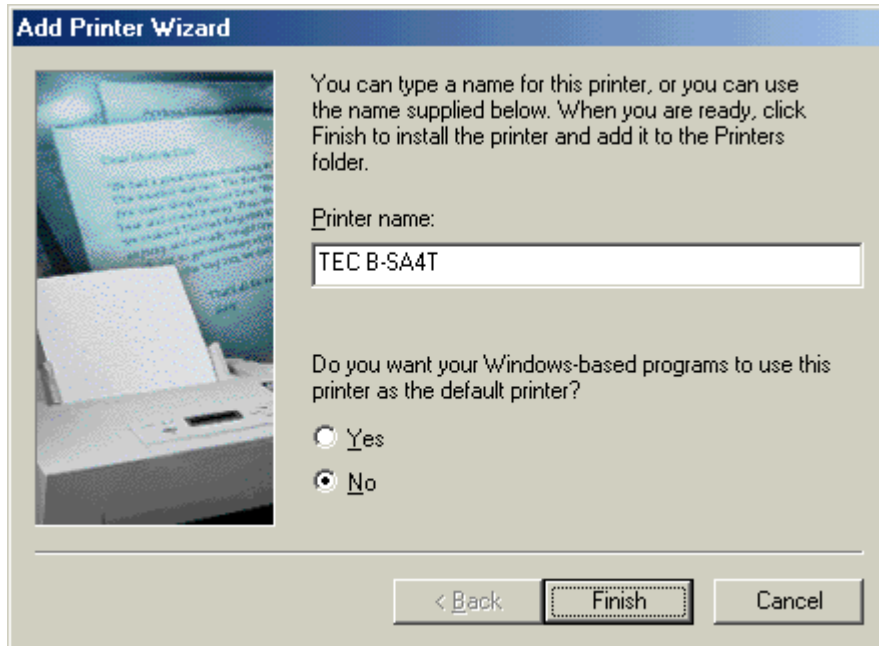 Add Printer Wizard
You can type a name for this printer, or you can use
the name supplied below. When you are ready, click
Finish to install the printer and add it to the Printers
folder.
Printer name:
TEC B-SA4T
Do you want your Windows-based programs to use this
printer as the default printer?
Yes
No
< Back
Finish
Cancel